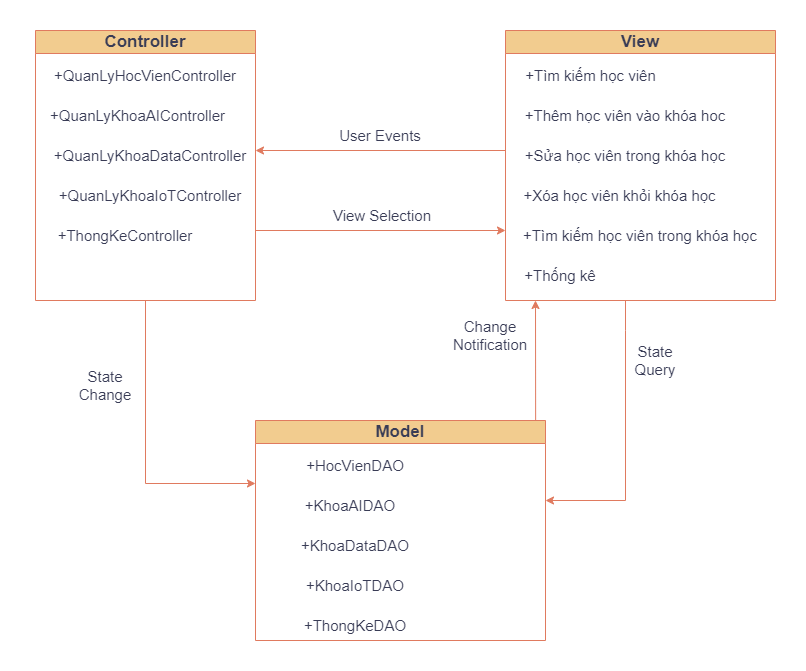 Controller
+QuanLyHocVienController
+QuanLyKhoaAIController
+QuanLyKhoaDataController
+QuanLyKhoaIoTController
+ThongKeController
User Events
View Selection
View
+Tìm kiếm học viên
+Thêm học viên vào khóa hoc
+Sửa học viên trong khóa học
+Xóa học viên khỏi khóa học
+Tìm kiếm học viên trong khóa học
+Thống kê
State
Change
Change
Notification
State
Query
Model
+HocVienDAO
+KhoaAIDAO
+KhoaDataDAO
+KhoaIoTDAO
+ThongKeDAO